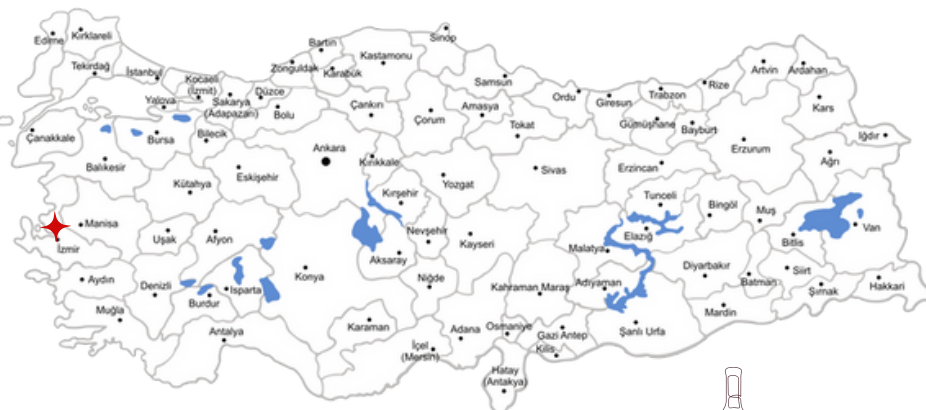 Edirne
Kırklareli
Tekirdağ
İstanbul
Kocaeli
(İzmit)
Yalova
Sakarya
(Adapazarı)
Düzce
Bolu
Zonguldak
Bartın
Karabük
Kastamonu
Sinop
Samsun
Ordu
Giresun
Trabzon
Rize
Artvin
Ardahan
Kars
Iğdır
Çanakkale
Balıkesir
Bursa
Bilecik
Eskişehir
Kütahya
Ankara
Çankırı
Kırıkkale
Çorum
Amasya
Tokat
Sivas
Yozgat
Kırşehir
Gümüşhane
Bayburt
Erzurum
Erzincan
Ağrı
Tunceli
Bingöl
Muş
Bitlis
Van
Manisa
İzmir
Uşak
Afyon
Aydın
Denizli
Muğla
Burdur
Isparta
Antalya
Konya
Aksaray
Nevşehir
Kayseri
Niğde
Karaman
İçel
(Mersin)
Adana
Osmaniye
Kahraman Maraş
Malatya
Elazığ
Adıyaman
Gazi Antep
Kilis
Hatay
(Antakya)
Şanlı Urfa
Diyarbakır
Mardin
Batman
Siirt
Şırnak
Hakkari